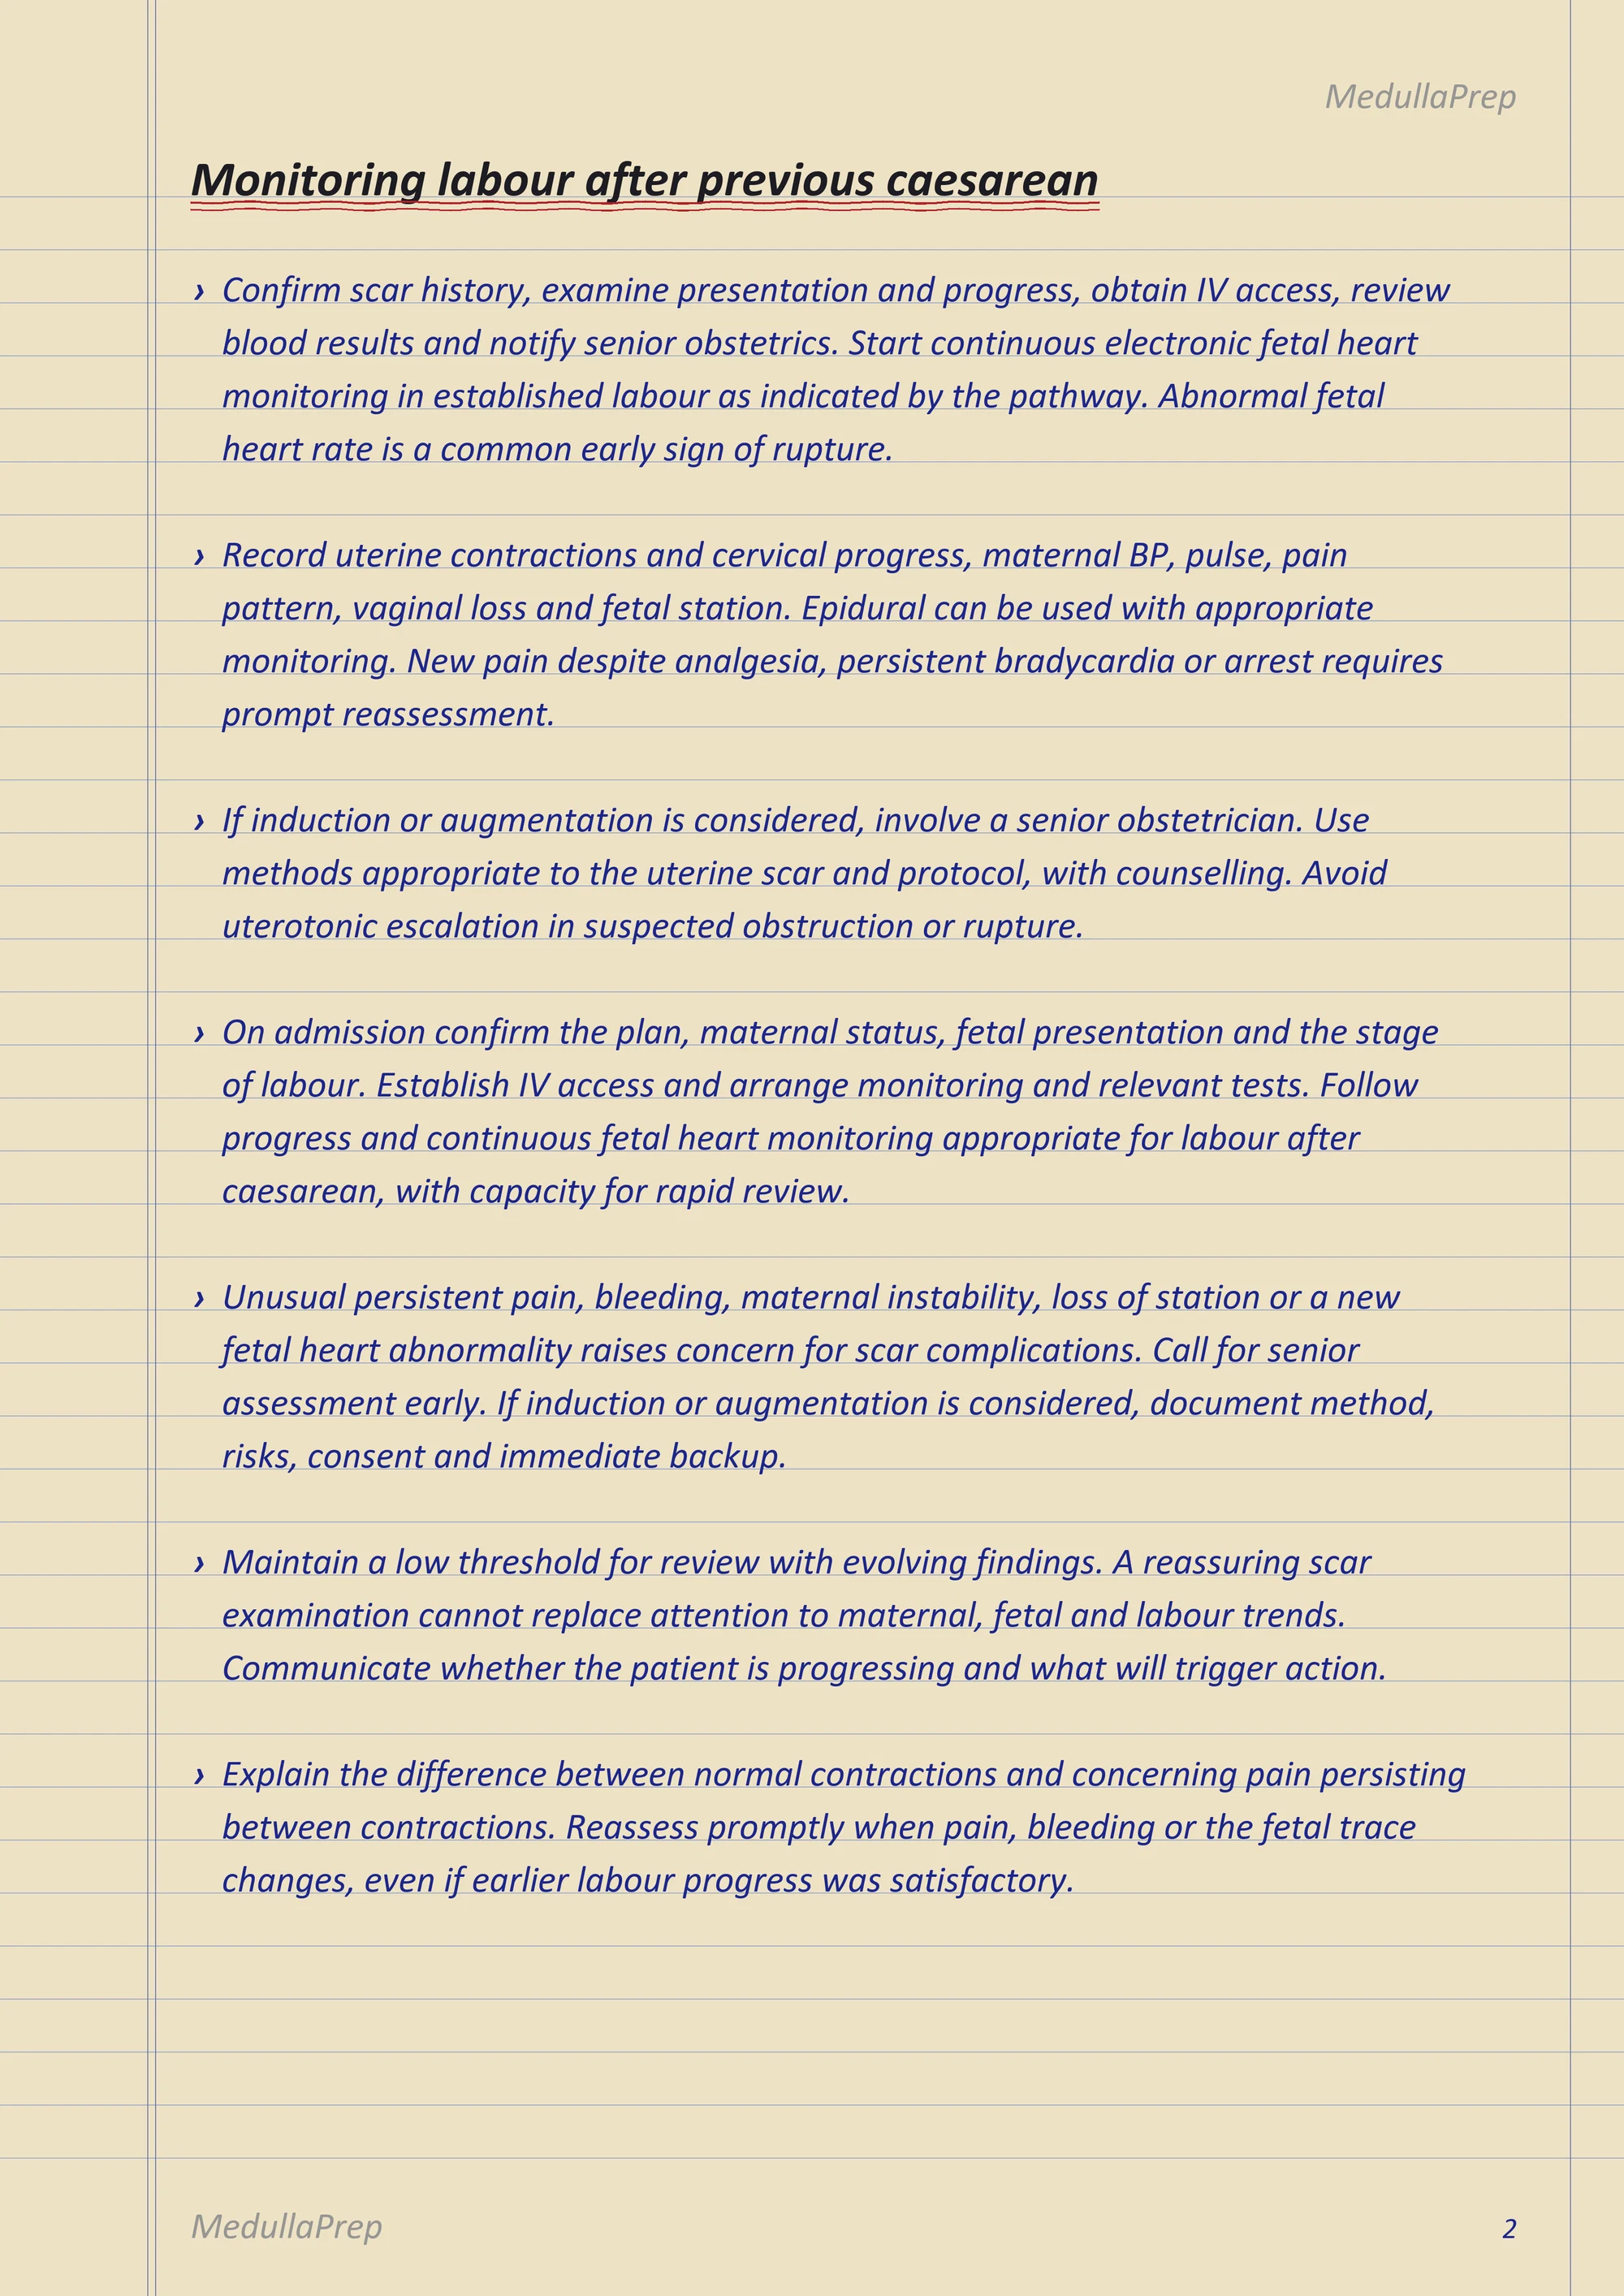 MedullaPrep
Monitoring labour after previous caesarean
› Confirm scar history, examine presentation and progress, obtain IV access, review
blood results and notify senior obstetrics. Start continuous electronic fetal heart
monitoring in established labour as indicated by the pathway. Abnormal fetal
heart rate is a common early sign of rupture.
› Record uterine contractions and cervical progress, maternal BP, pulse, pain
pattern, vaginal loss and fetal station. Epidural can be used with appropriate
monitoring. New pain despite analgesia, persistent bradycardia or arrest requires
prompt reassessment.
› If induction or augmentation is considered, involve a senior obstetrician. Use
methods appropriate to the uterine scar and protocol, with counselling. Avoid
uterotonic escalation in suspected obstruction or rupture.
› On admission confirm the plan, maternal status, fetal presentation and the stage
of labour. Establish IV access and arrange monitoring and relevant tests. Follow
progress and continuous fetal heart monitoring appropriate for labour after
caesarean, with capacity for rapid review.
› Unusual persistent pain, bleeding, maternal instability, loss of station or a new
fetal heart abnormality raises concern for scar complications. Call for senior
assessment early. If induction or augmentation is considered, document method,
risks, consent and immediate backup.
› Maintain a low threshold for review with evolving findings. A reassuring scar
examination cannot replace attention to maternal, fetal and labour trends.
Communicate whether the patient is progressing and what will trigger action.
› Explain the difference between normal contractions and concerning pain persisting
between contractions. Reassess promptly when pain, bleeding or the fetal trace
changes, even if earlier labour progress was satisfactory.
MedullaPrep
2